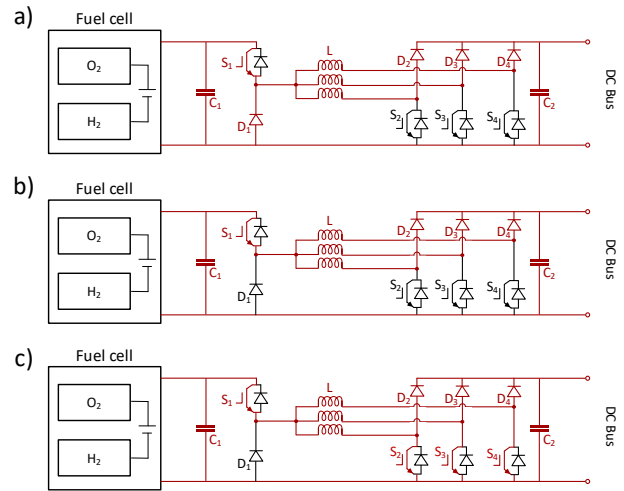 a)
Fuel cell
O₂
H₂
C₁
S₁
D₁
L
D₂
D₃
D₄
S₂
S₃
S₄
C₂
DC Bus
b)
Fuel cell
O₂
H₂
C₁
S₁
D₁
L
D₂
D₃
D₄
S₂
S₃
S₄
C₂
DC Bus
c)
Fuel cell
O₂
H₂
C₁
S₁
D₁
L
D₂
D₃
D₄
S₂
S₃
S₄
C₂
DC Bus